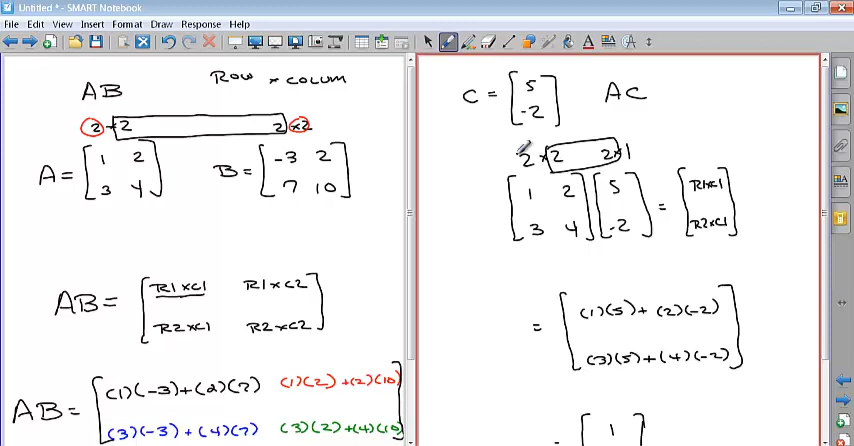 Untitled * - SMART Notebook
File Edit View Insert Format Draw Response Help
AB
Row × COLUM
2 × 2 2 × 2
A = [1 2
3 4]
B = [-3 2
7 10]
AB = [R1×C1 R1×C2
R2×C1 R2×C2]
AB = [(1)(-3)+(2)(7) (1)(2)+(2)(10)
(3)(-3)+(4)(7) (3)(2)+(4)(10)]
C = [5
-2]
AC
2×2 2×1
[1 2
3 4] [5
-2] = [R1×C1
R2×C1]
= [(1)(5)+(2)(-2)
(3)(5)+(4)(-2)]
= [1